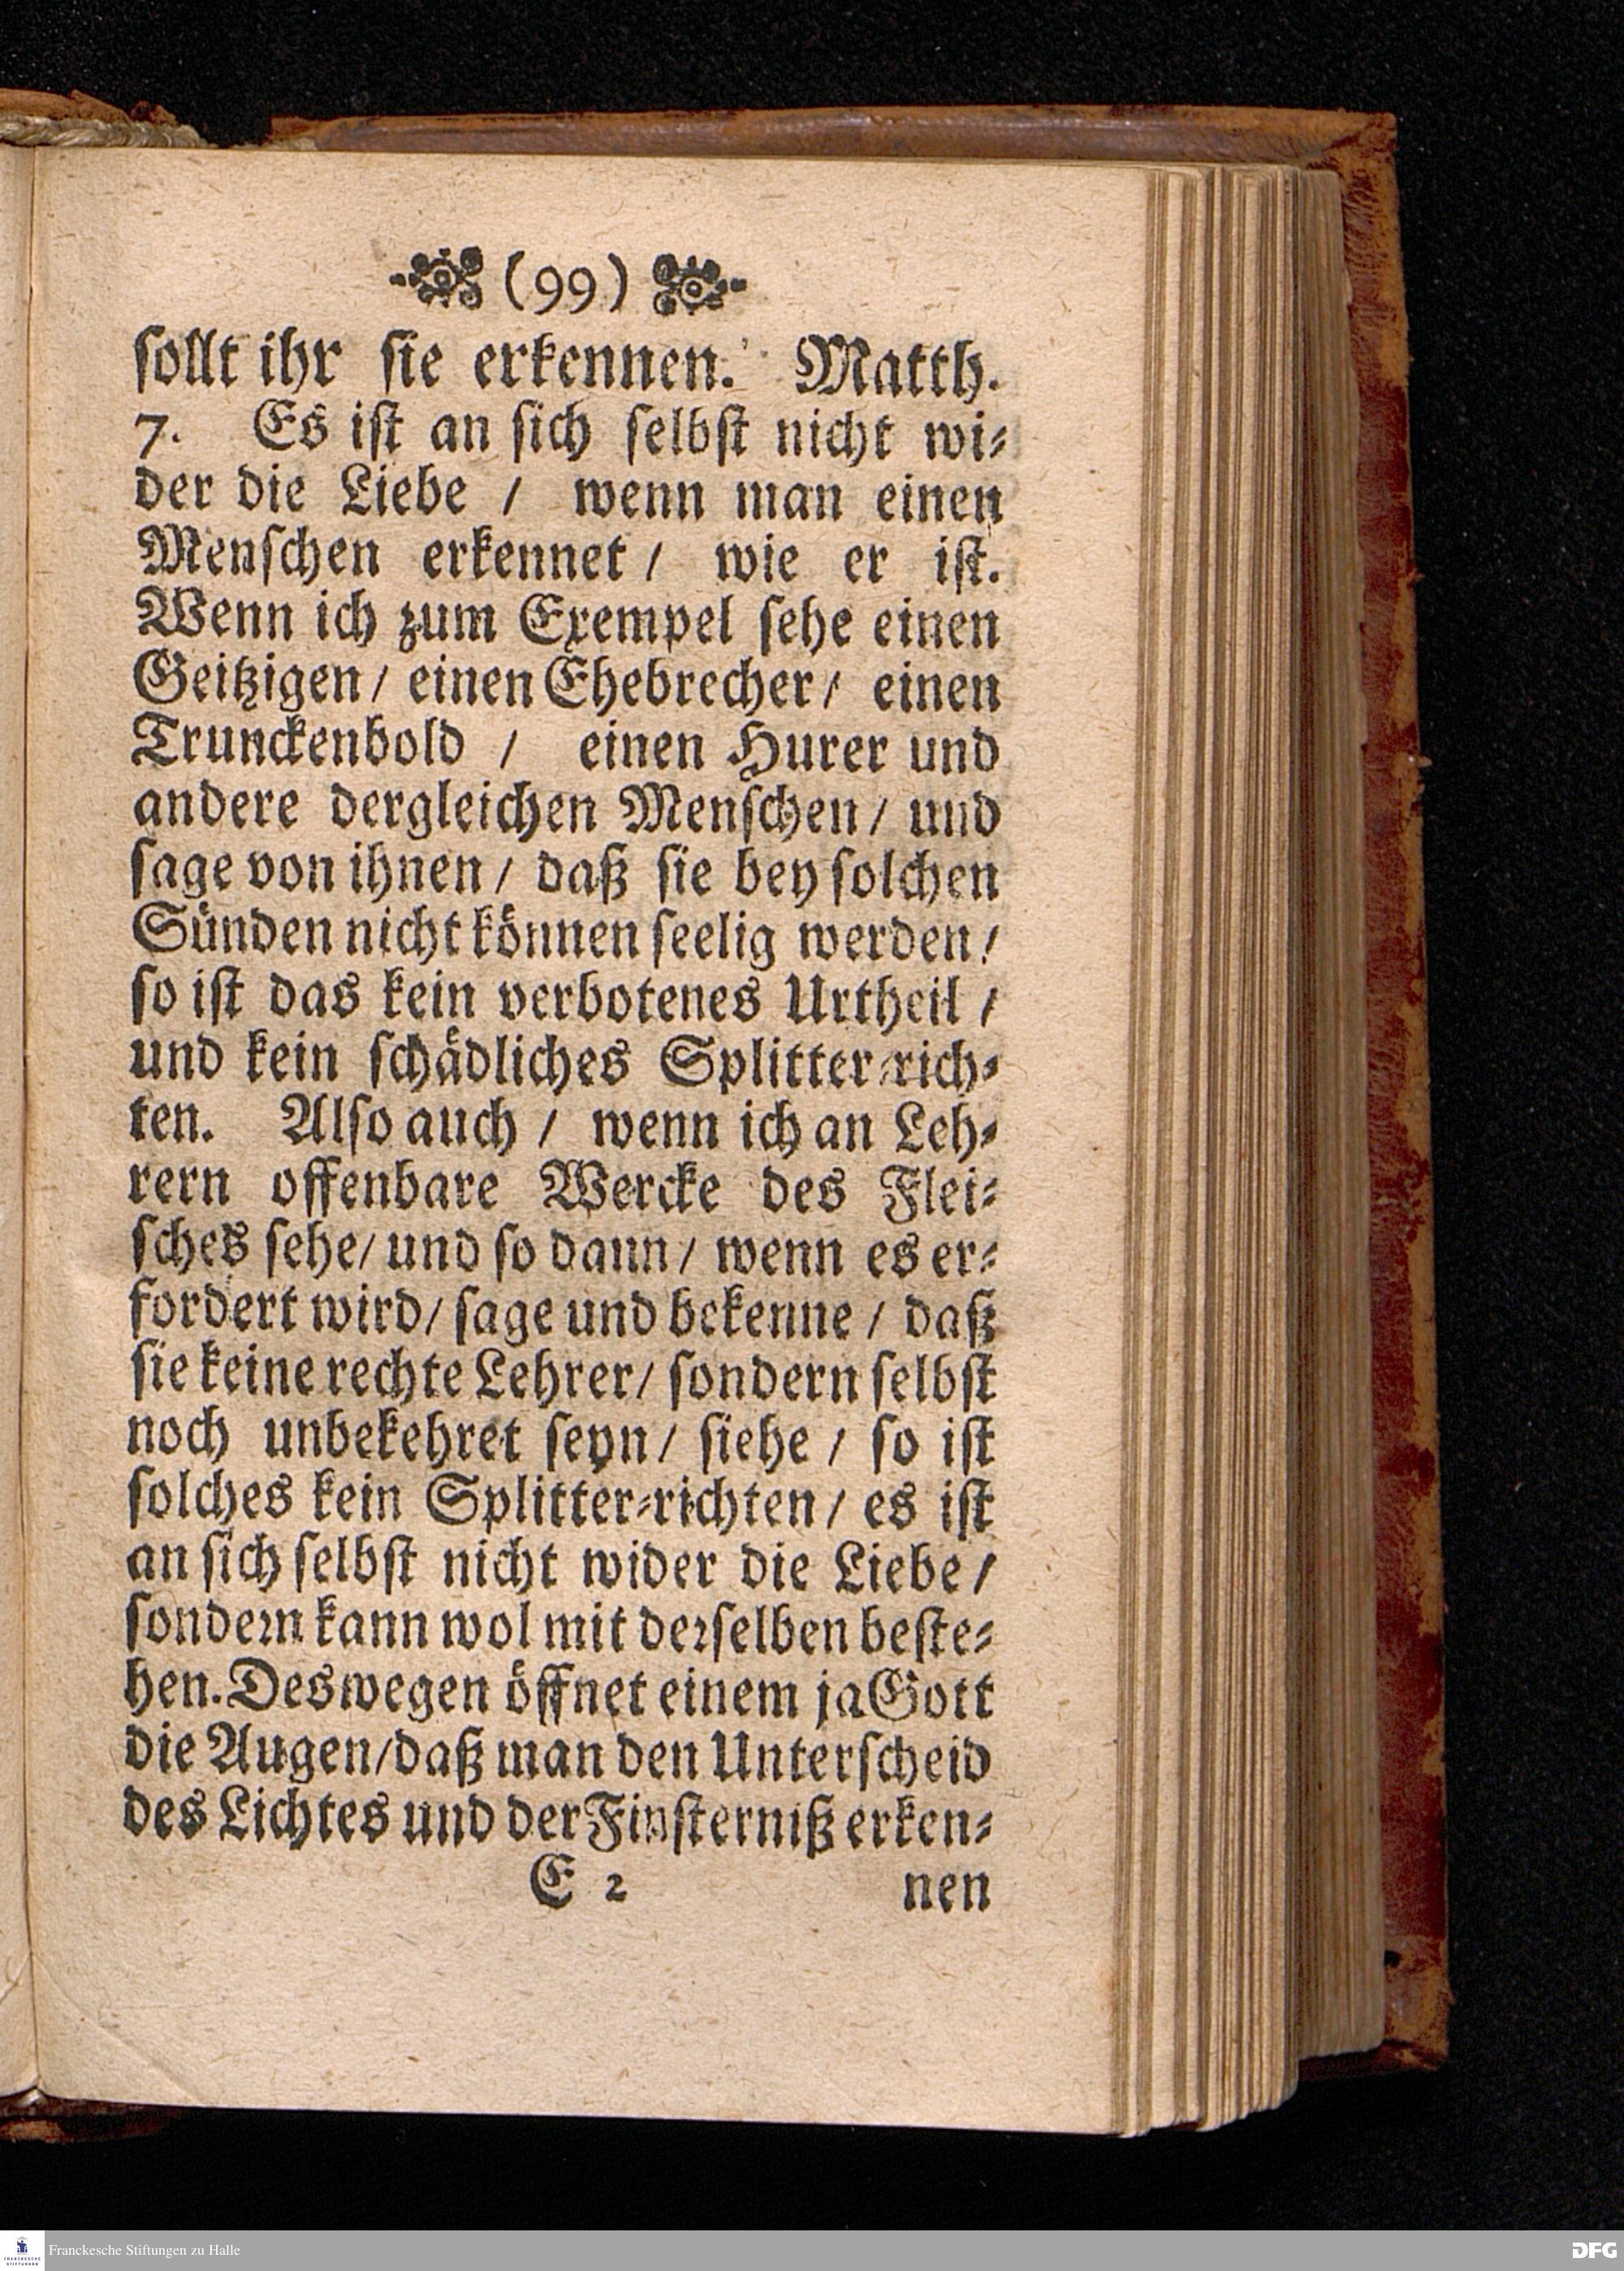 (99)
sollt ihr sie erkennen. Matth.
7. Es ist an sich selbst nicht wi-
der die Liebe / wenn man einen
Menschen erkennet / wie er ist.
Wenn ich zum Exempel sehe einen
Geitzigen / einen Ehebrecher / einen
Trunckenbold / einen Hurer und
andere dergleichen Menschen / und
sage von ihnen / daß sie bey solchen
Sünden nicht können seelig werden /
so ist das kein verbotenes Urtheil /
und kein schädliches Splitter-rich-
ten. Also auch / wenn ich an Leh-
rern offenbare Wercke des Flei-
sches sehe / und so dann / wenn es er-
fordert wird / sage und bekenne / daß
sie keine rechte Lehrer / sondern selbst
noch unbekehret seyn / siehe / so ist
solches kein Splitter-richten / es ist
an sich selbst nicht wider die Liebe /
sondern kann wol mit derselben beste-
hen. Deswegen öffnet einem ja Gott
die Augen / daß man den Unterscheid
des Lichtes und der Finsterniß erken-
E 2 nen
FRANCKESCHE STIFTUNGEN
Franckesche Stiftungen zu Halle
DFG